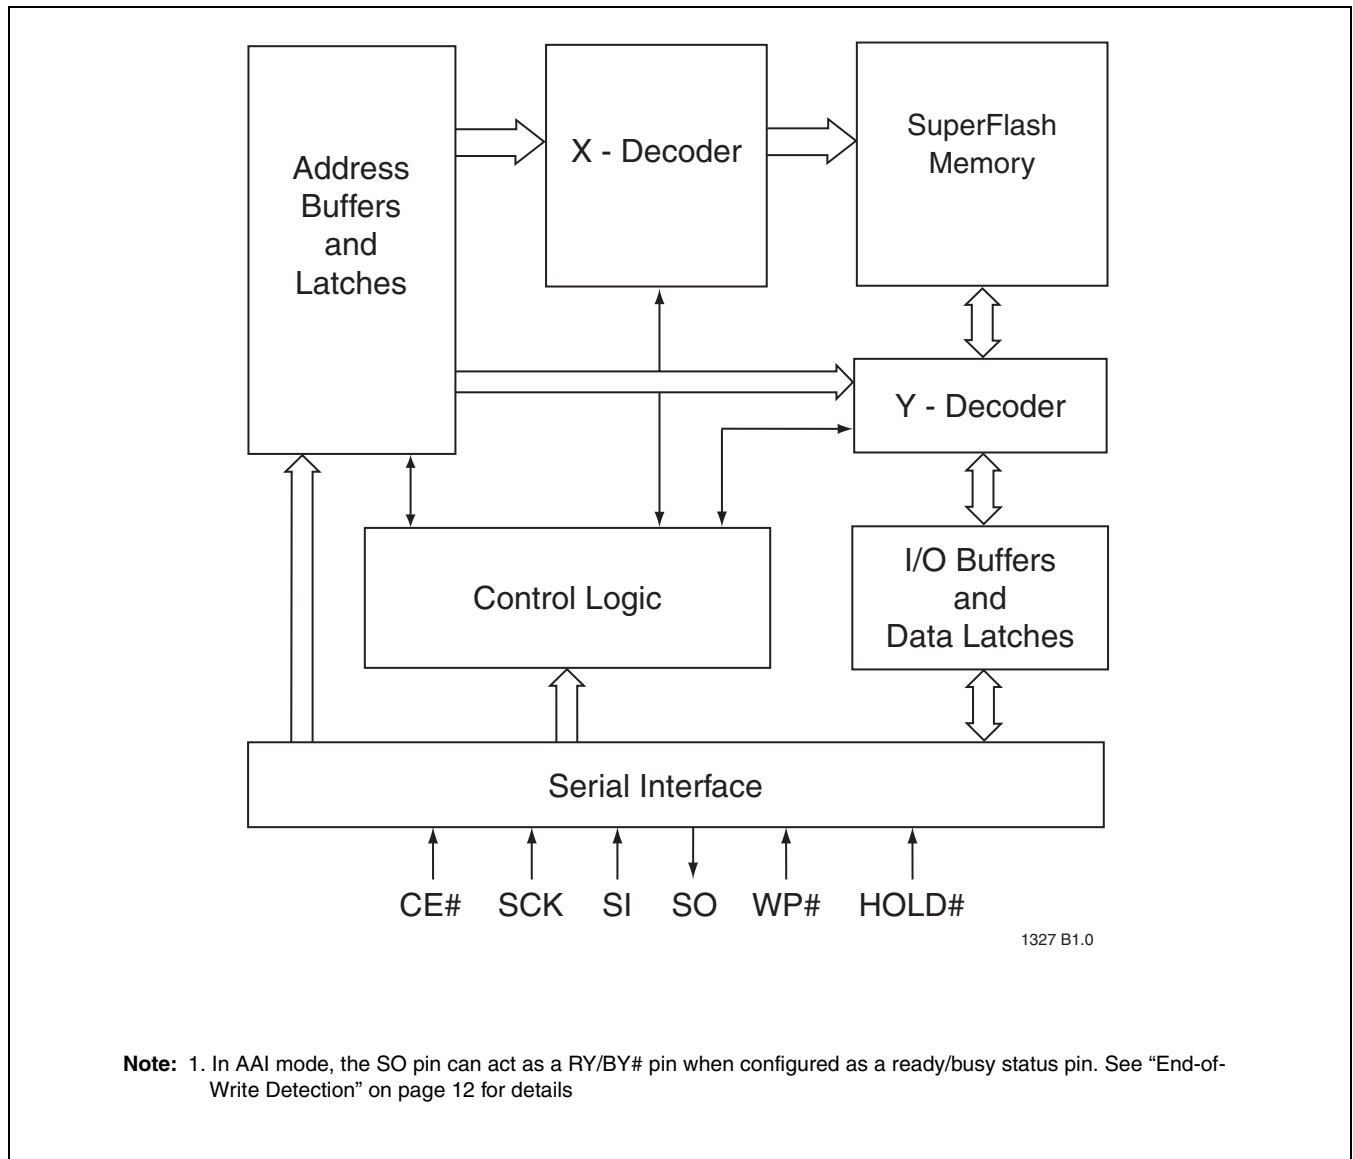 Address
Buffers
and
Latches
X - Decoder
SuperFlash
Memory
Y - Decoder
Control Logic
I/O Buffers
and
Data Latches
Serial Interface
CE# SCK SI SO WP# HOLD#
1327 B1.0
Note: 1. In AAI mode, the SO pin can act as a RY/BY# pin when configured as a ready/busy status pin. See “End-of-
Write Detection” on page 12 for details